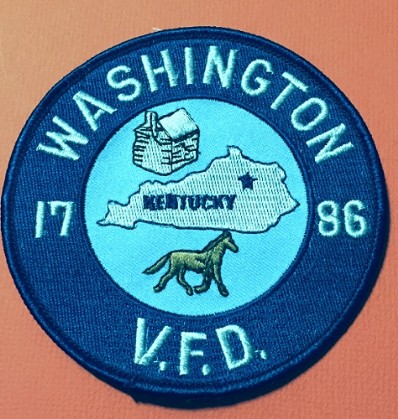 WASHINGTON
17 86
KENTUCKY
V.F.D.